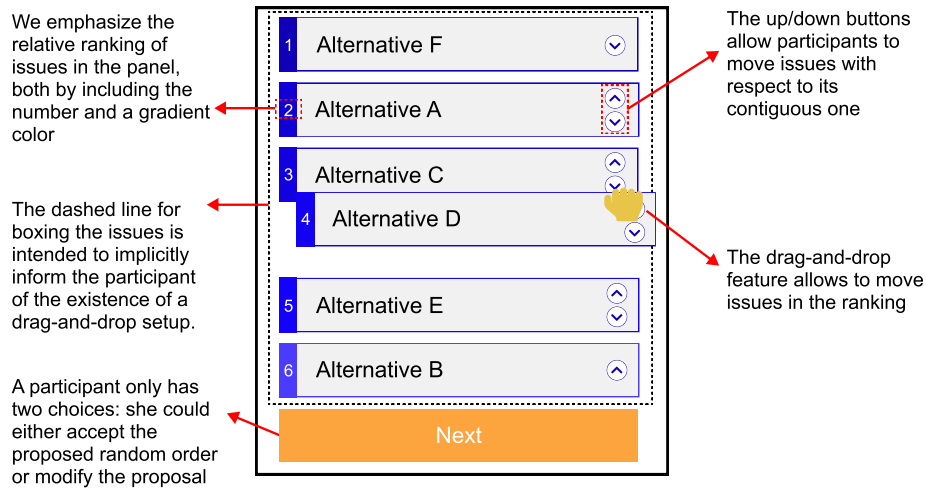 We emphasize the
relative ranking of
issues in the panel,
both by including the
number and a gradient
color
The dashed line for
boxing the issues is
intended to implicitly
inform the participant
of the existence of a
drag-and-drop setup.
A participant only has
two choices: she could
either accept the
proposed random order
or modify the proposal
1 Alternative F
2 Alternative A
3 Alternative C
4 Alternative D
5 Alternative E
6 Alternative B
Next
The up/down buttons
allow participants to
move issues with
respect to its
contiguous one
The drag-and-drop
feature allows to move
issues in the ranking